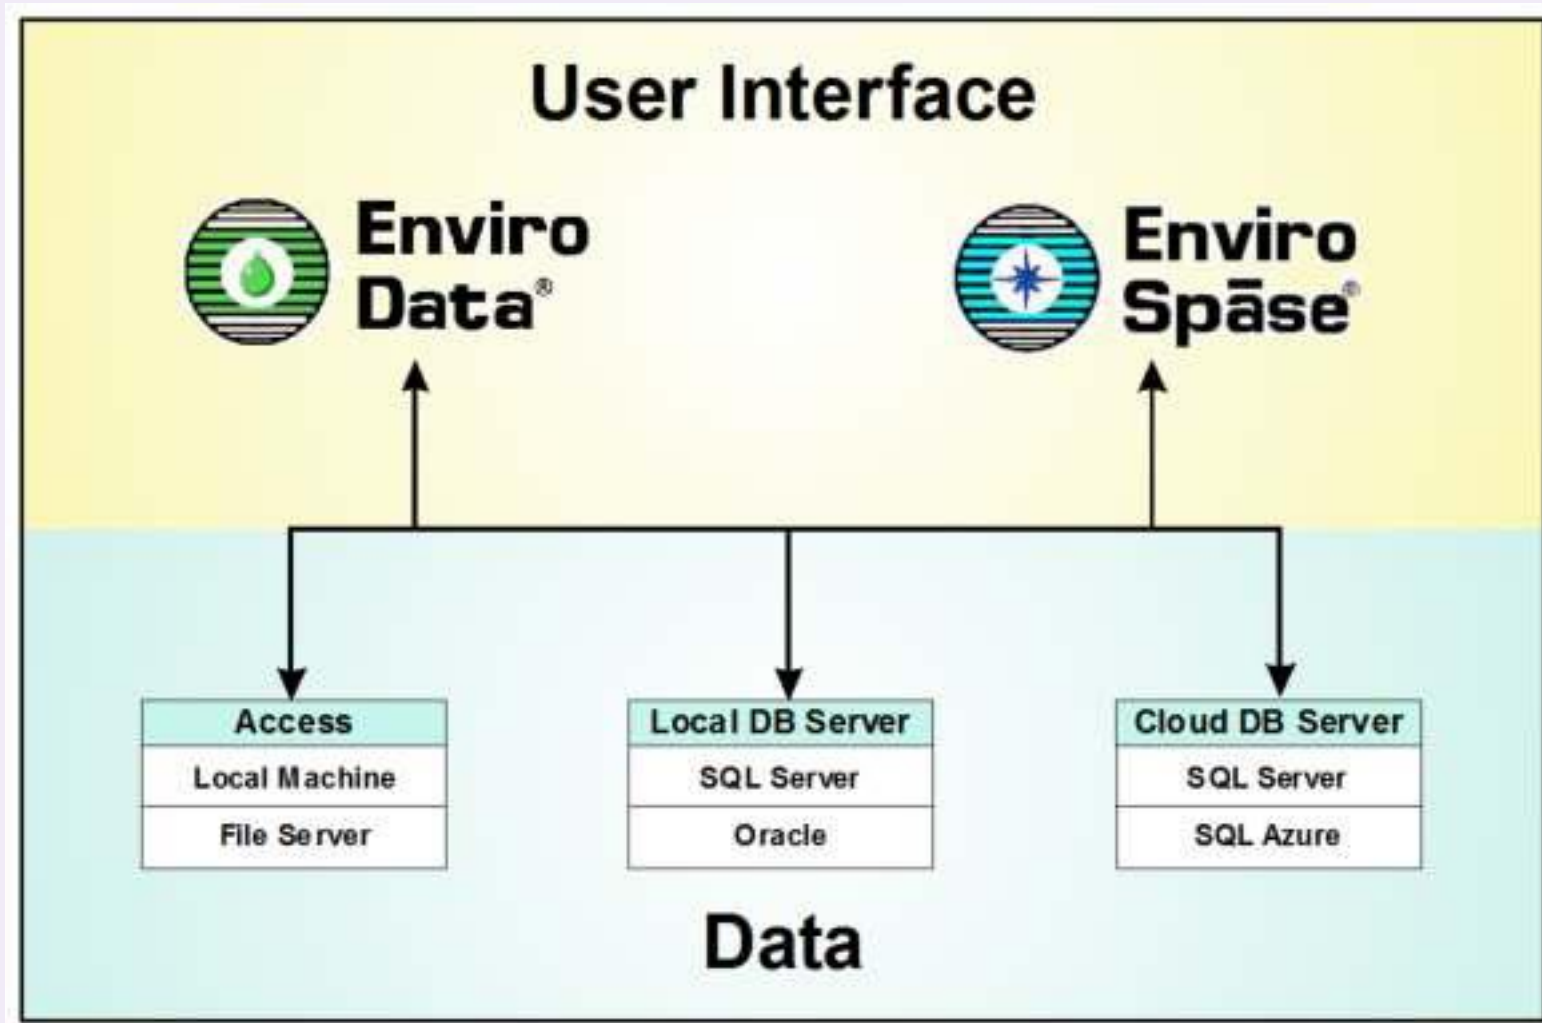 User Interface
Enviro
Data®
Enviro
Spāse®
Access
Local Machine
File Server
Local DB Server
SQL Server
Oracle
Cloud DB Server
SQL Server
SQL Azure
Data